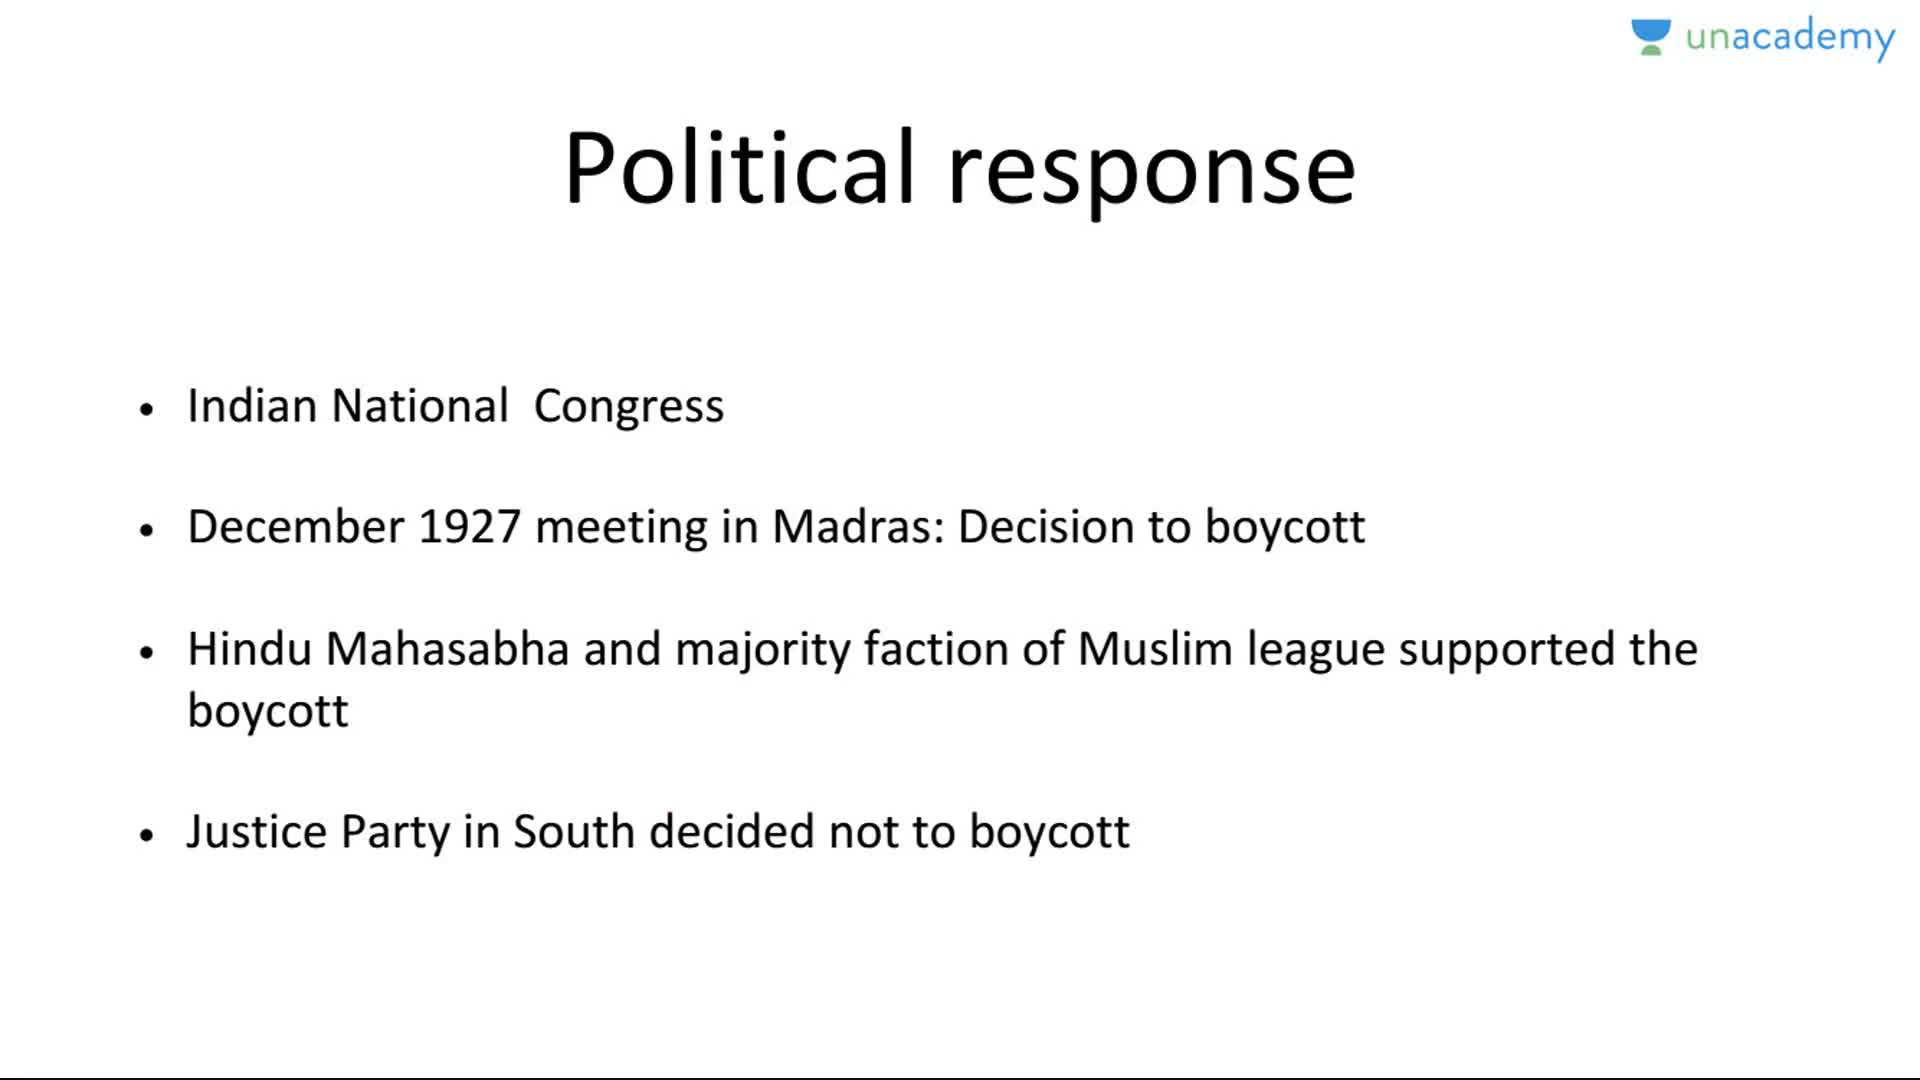 unacademy
Political response
• Indian National  Congress
• December 1927 meeting in Madras: Decision to boycott
• Hindu Mahasabha and majority faction of Muslim league supported the
boycott
• Justice Party in South decided not to boycott